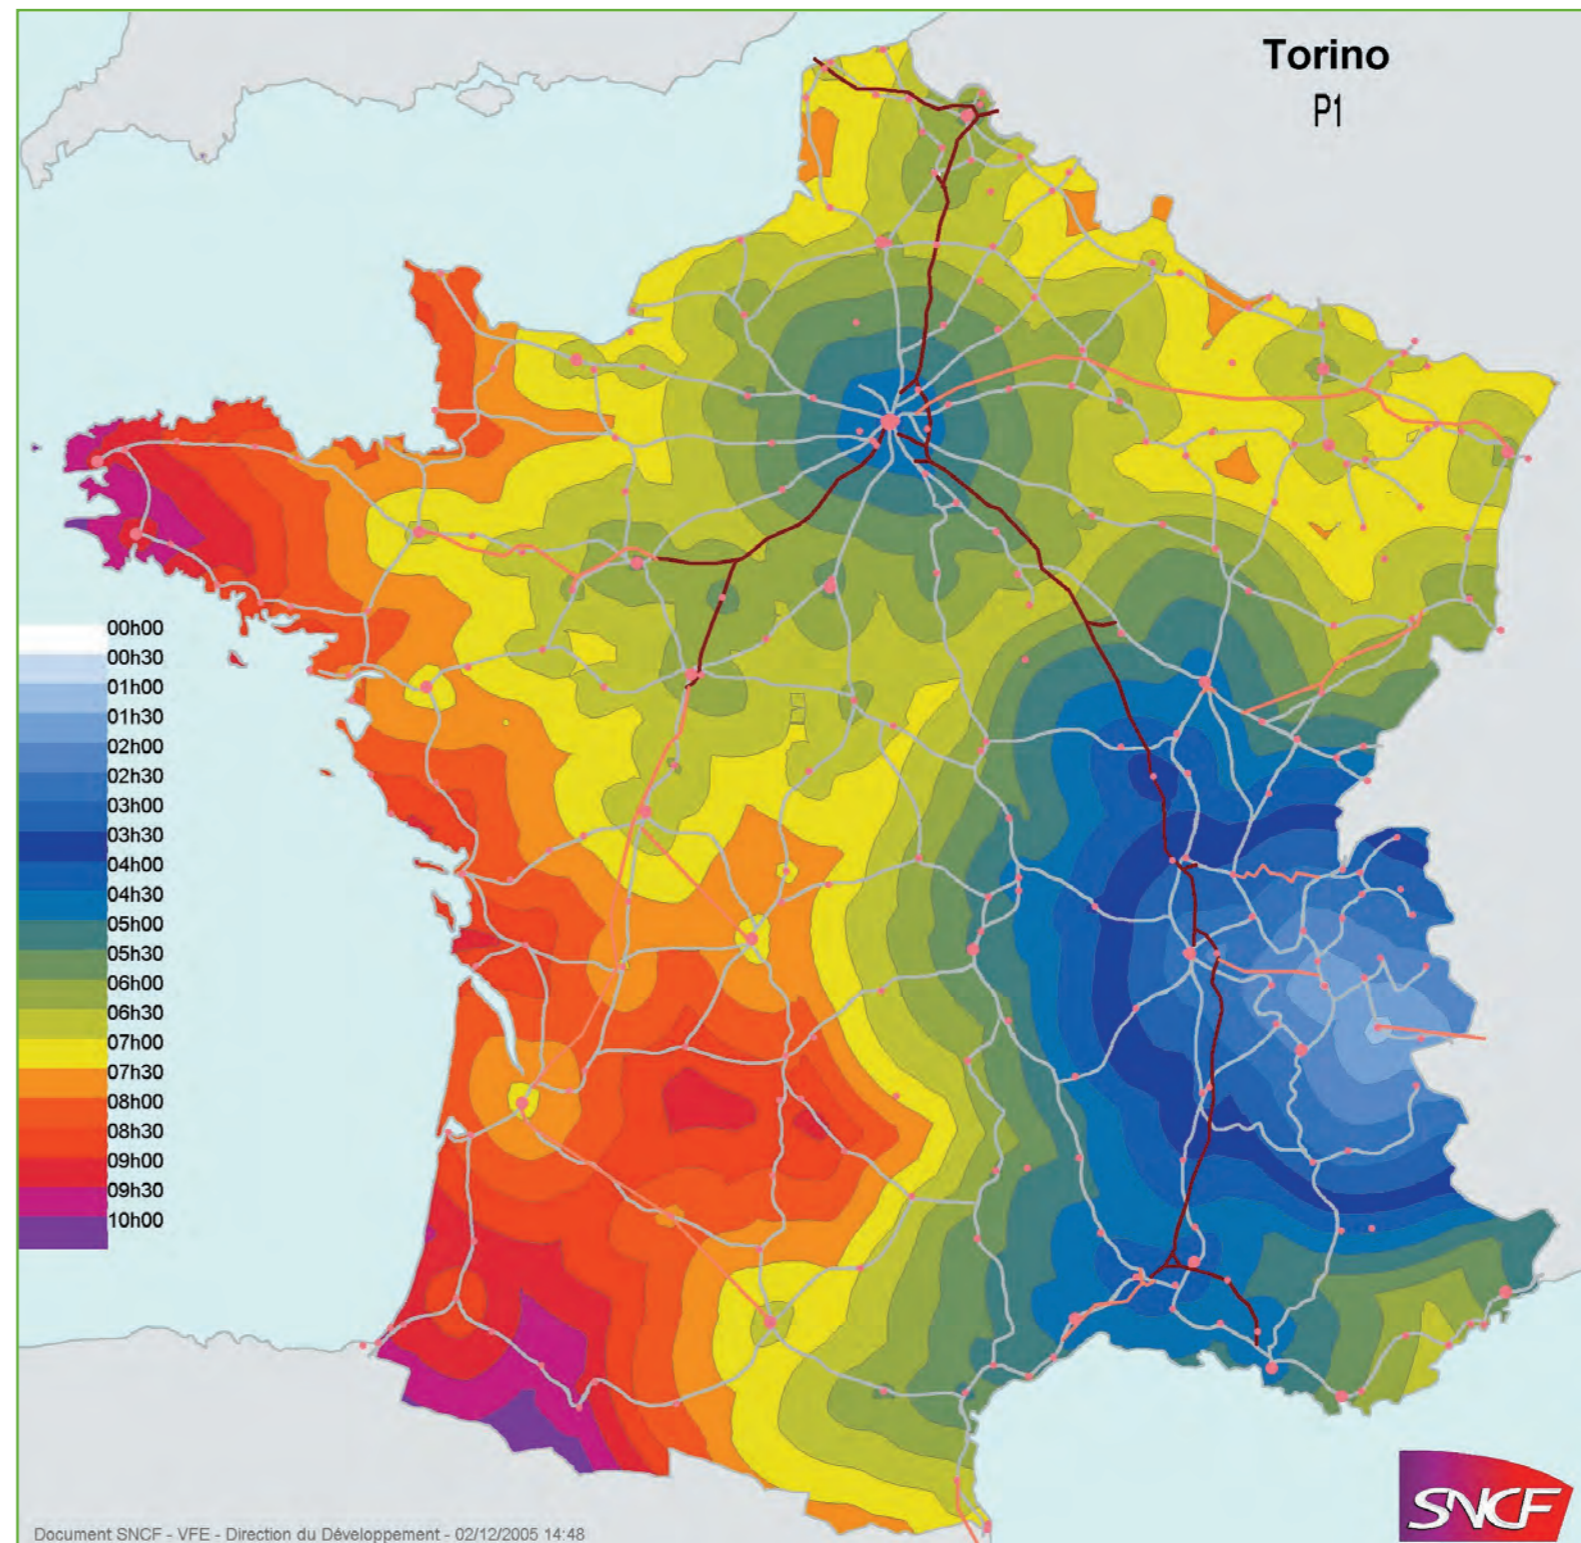 Torino
P1
00h00
00h30
01h00
01h30
02h00
02h30
03h00
03h30
04h00
04h30
05h00
05h30
06h00
06h30
07h00
07h30
08h00
08h30
09h00
09h30
10h00
SNCF
Document SNCF - VFE - Direction du Développement - 02/12/2005 14:48